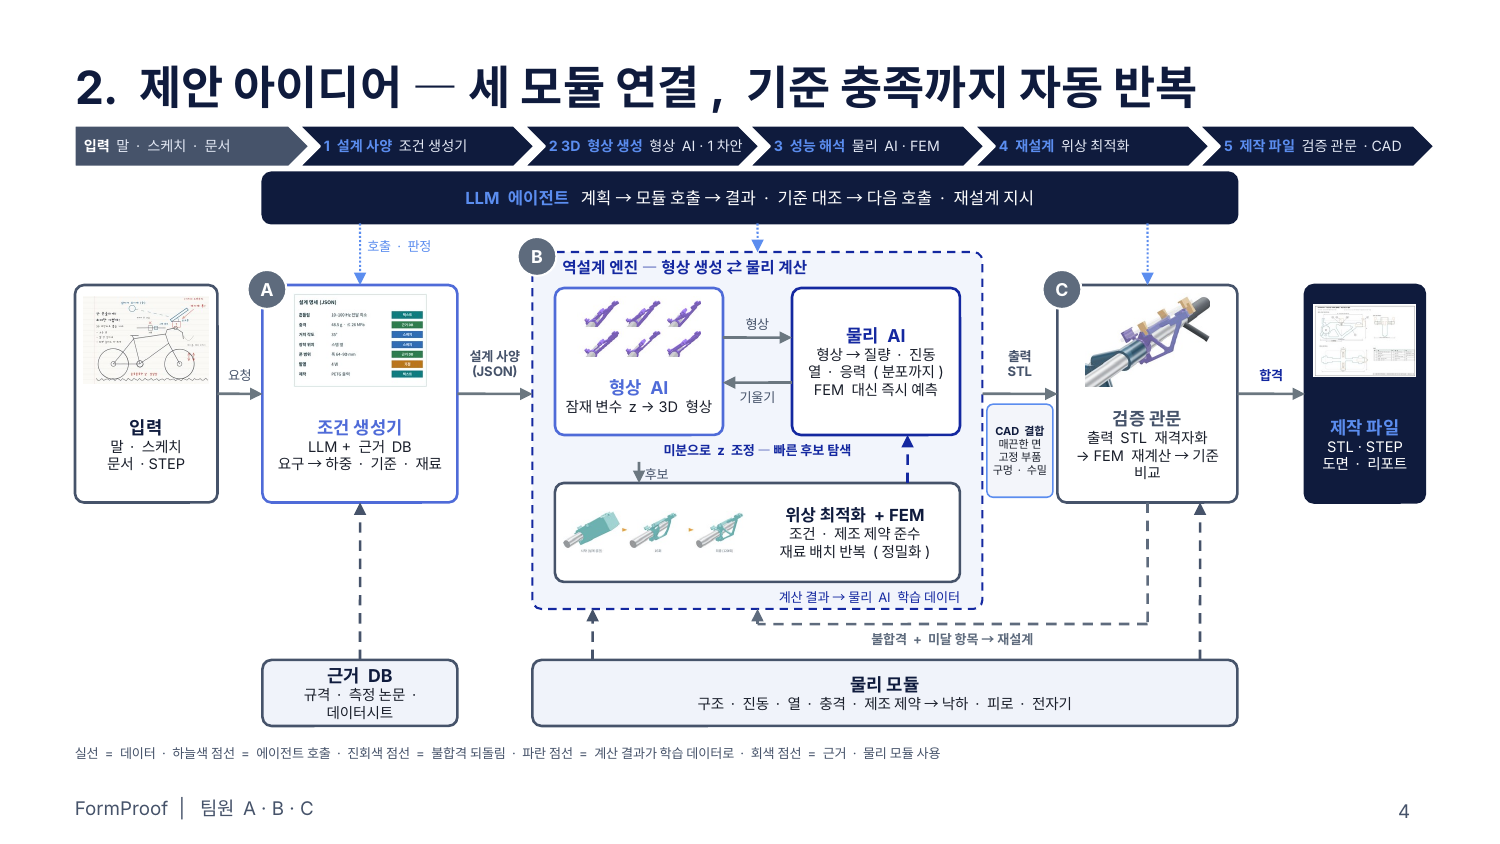 2. 제안 아이디어 — 세 모듈 연결 , 기준 충족까지 자동 반복
입력 말 · 스케치 · 문서
1 설계 사양 조건 생성기
2 3D 형상 생성 형상 AI · 1 차안
3 성능 해석 물리 AI · FEM
4 재설계 위상 최적화
5 제작 파일 검증 관문 · CAD
LLM 에이전트 계획 → 모듈 호출 → 결과 · 기준 대조 → 다음 호출 · 재설계 지시
호출 · 판정
입력
말 · 스케치
문서 · STEP
요청
A
설계 명세 (JSON)
조건 생성기
LLM + 근거 DB
요구 → 하중 · 기준 · 재료
설계 사양
(JSON)
B
역설계 엔진 — 형상 생성 ⇄ 물리 계산
형상 AI
잠재 변수 z → 3D 형상
형상
기울기
물리 AI
형상 → 질량 · 진동
열 · 응력 ( 분포까지 )
FEM 대신 즉시 예측
미분으로 z 조정 — 빠른 후보 탐색
후보
위상 최적화 + FEM
조건 · 제조 제약 준수
재료 배치 반복 ( 정밀화 )
계산 결과 → 물리 AI 학습 데이터
출력
STL
CAD 결합
매끈한 면
고정 부품
구멍 · 수밀
C
검증 관문
출력 STL 재격자화
→ FEM 재계산 → 기준
비교
합격
제작 파일
STL · STEP
도면 · 리포트
불합격 + 미달 항목 → 재설계
근거 DB
규격 · 측정 논문 ·
데이터시트
물리 모듈
구조 · 진동 · 열 · 충격 · 제조 제약 → 낙하 · 피로 · 전자기
실선 = 데이터 · 하늘색 점선 = 에이전트 호출 · 진회색 점선 = 불합격 되돌림 · 파란 점선 = 계산 결과가 학습 데이터로 · 회색 점선 = 근거 · 물리 모듈 사용
FormProof | 팀원 A · B · C
4